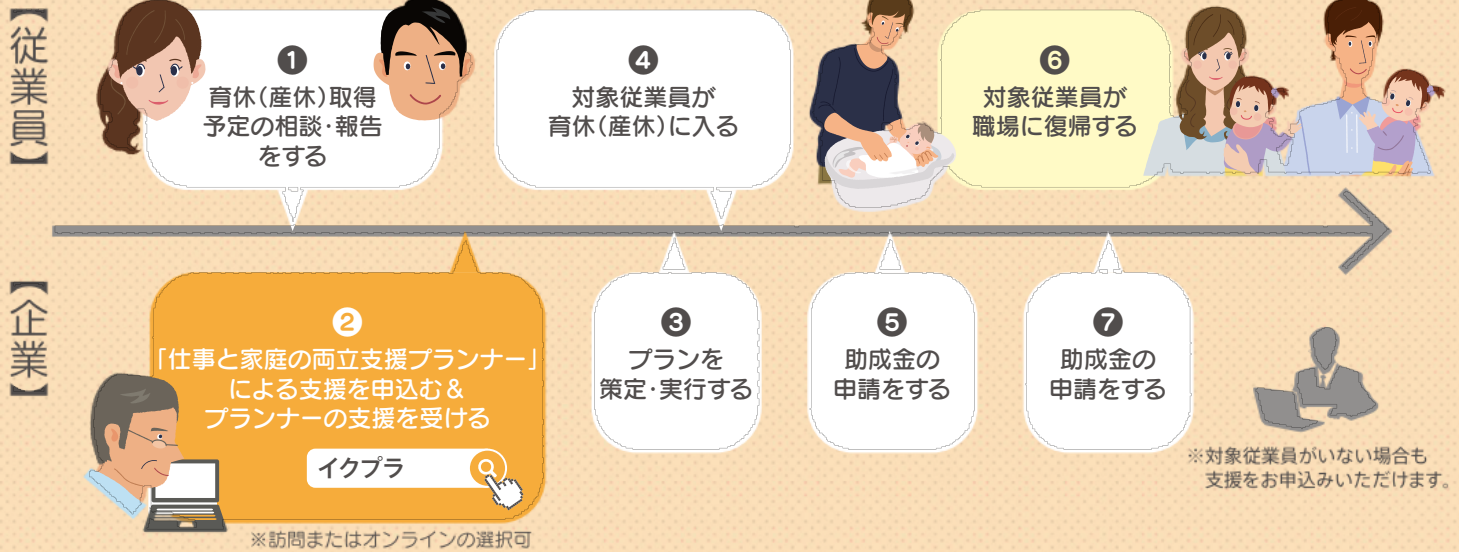 【従業員】
❶
育休(産休)取得
予定の相談・報告
をする
❹
対象従業員が
育休(産休)に入る
❻
対象従業員が
職場に復帰する
【企業】
❷
「仕事と家庭の両立支援プランナー」
による支援を申込む&
プランナーの支援を受ける
イクプラ
※訪問またはオンラインの選択可
❸
プランを
策定・実行する
❺
助成金の
申請をする
❼
助成金の
申請をする
※対象従業員がいない場合も
支援をお申込みいただけます。